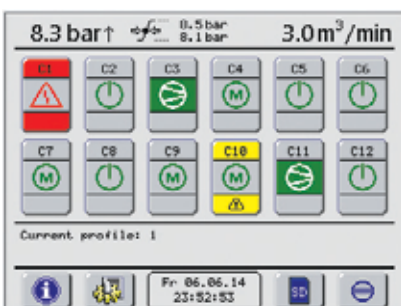 8.3 bar↑ 8.5 bar 3.0 m³/min
8.1 bar
C1 C2 C3 C4 C5 C6
M
C7 C8 C9 C10 C11 C12
M M M
Current profile: 1
i Fr 06.06.14 SD
23:52:53